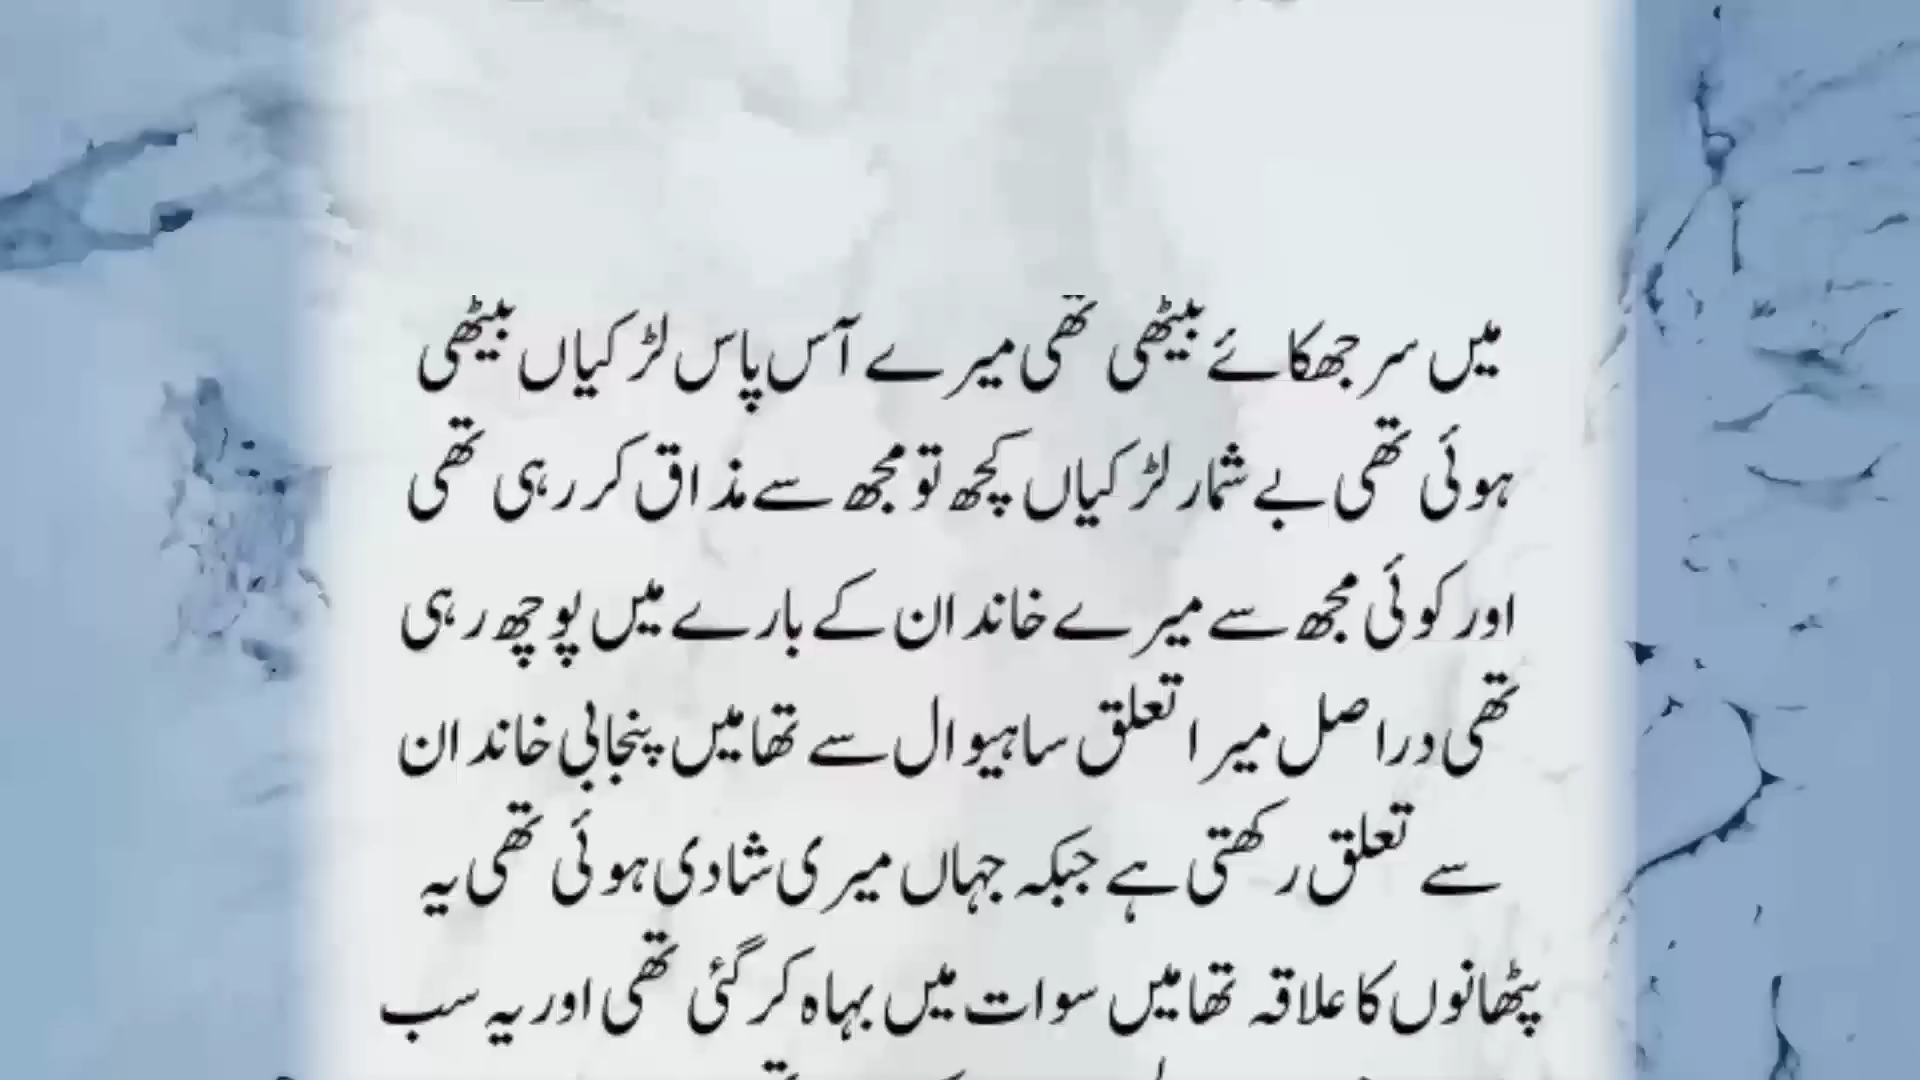 میں سر جھکائے بیٹھی تھی میرے آس پاس لڑکیاں بیٹھی
ہوئی تھی بے شمار لڑکیاں کچھ تو مجھ سے مذاق کر رہی تھی
اور کوئی مجھ سے میرے خاندان کے بارے میں پوچھ رہی
تھی دراصل میرا تعلق ساہیوال سے تھا میں پنجابی خاندان
سے تعلق رکھتی ہے جبکہ جہاں میری شادی ہوئی تھی یہ
پٹھانوں کا علاقہ تھا میں سوات میں بہاہ کر گئی تھی اور یہ سب